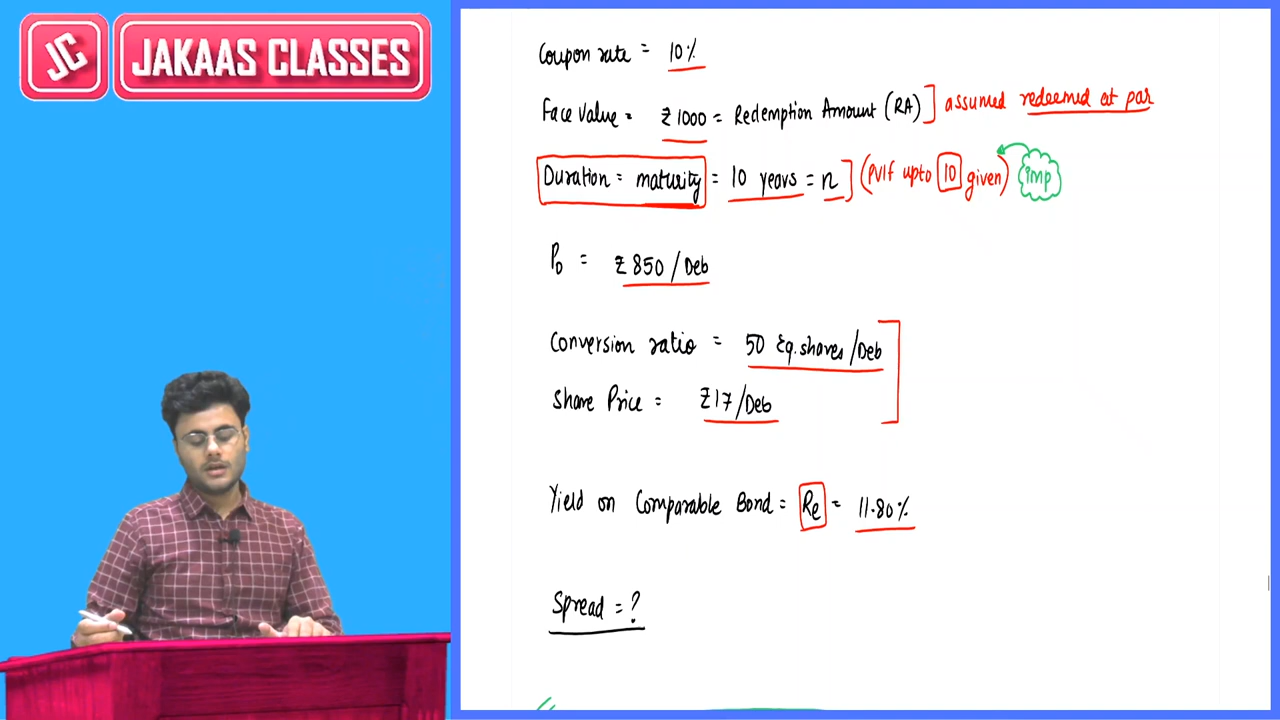 JC
JAKAAS CLASSES
Coupon rate = 10%
Face Value = ₹1000 = Redemption Amount (RA)] assumed redeemed at par
Duration = maturity = 10 years = n] (PVIf upto 10 given) imp
P0 = ₹850/Deb
Conversion ratio = 50 Eq.shares/Deb
Share Price = ₹17/Deb
Yield on Comparable Bond = Re = 11.80%
Spread = ?